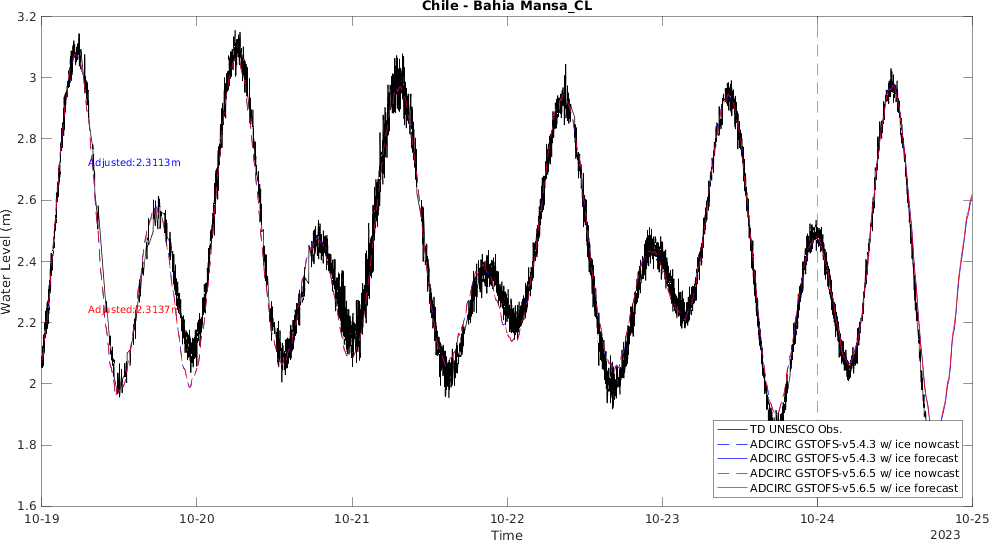 Chile - Bahia Mansa_CL
3.2
3
2.8
2.6
2.4
2.2
2
1.8
1.6
Water Level (m)
Adjusted:2.3113m
Adjusted:2.3137m
TD UNESCO Obs.
ADCIRC GSTOFS-v5.4.3 w/ ice nowcast
ADCIRC GSTOFS-v5.4.3 w/ ice forecast
ADCIRC GSTOFS-v5.6.5 w/ ice nowcast
ADCIRC GSTOFS-v5.6.5 w/ ice forecast
10-19
10-20
10-21
10-22
10-23
10-24
10-25
Time
2023